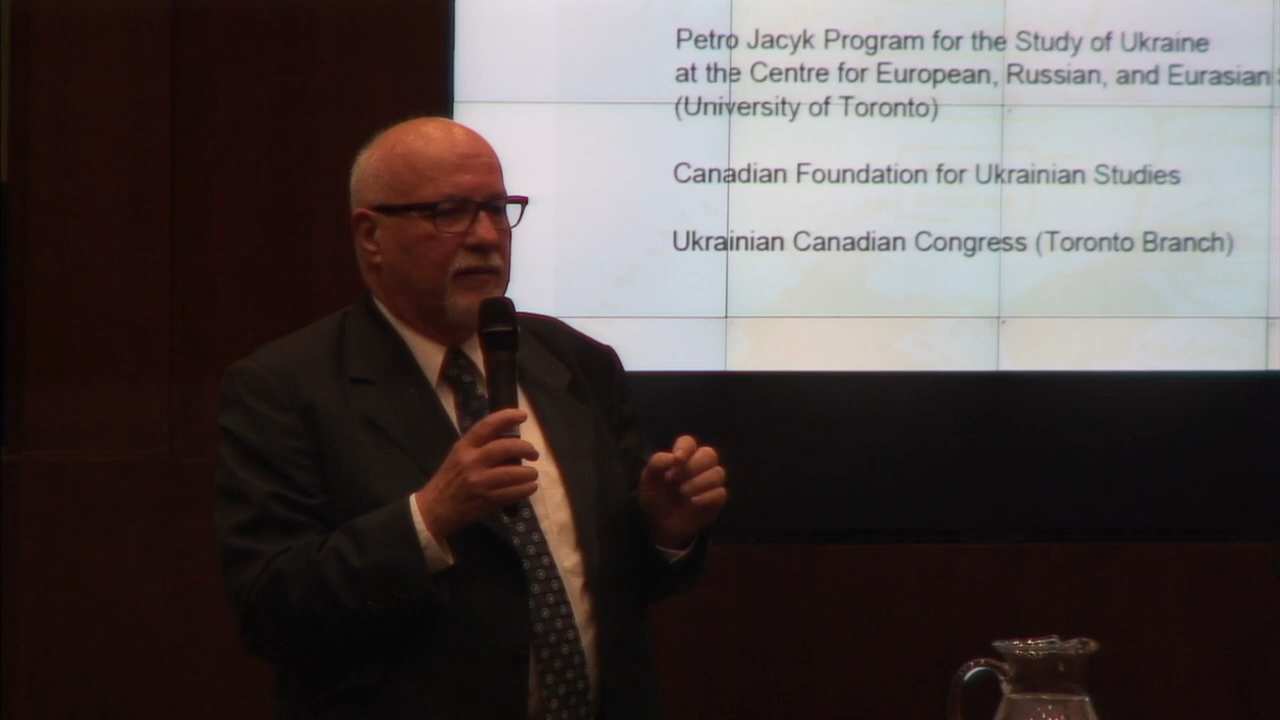 Petro Jacyk Program for the Study of Ukraine
at the Centre for European, Russian, and Eurasian
(University of Toronto)
Canadian Foundation for Ukrainian Studies
Ukrainian Canadian Congress (Toronto Branch)